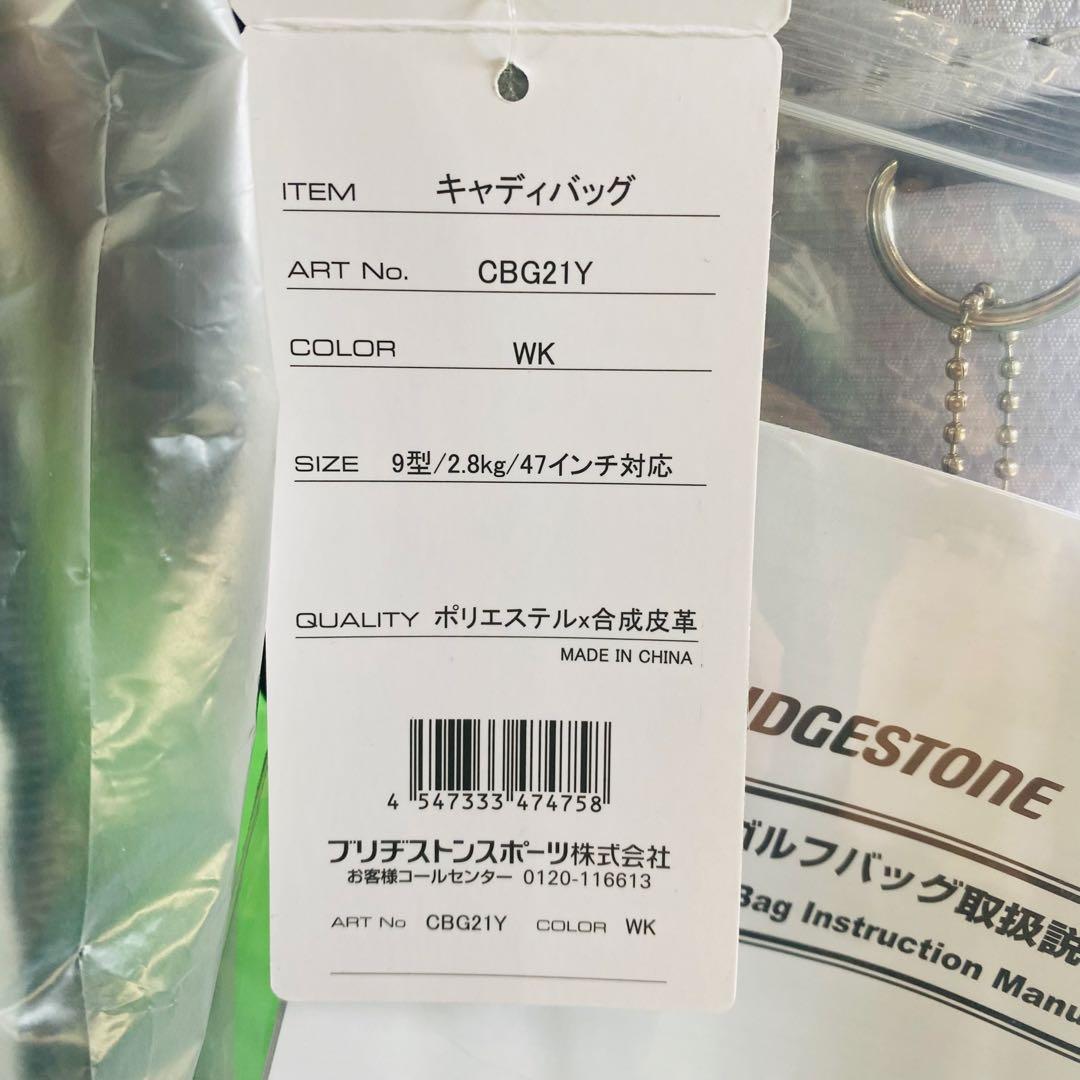 ITEM キャディバッグ
ART No. CBG21Y
COLOR WK
SIZE 9型/2.8kg/47インチ対応
QUALITY ポリエステルx合成皮革
MADE IN CHINA
4 547333 474758
ブリヂストンスポーツ株式会社
お客様コールセンター 0120-116613
ART No CBG21Y COLOR WK
IDGESTONE
ゴルフバッグ取扱説
Bag Instruction Manu